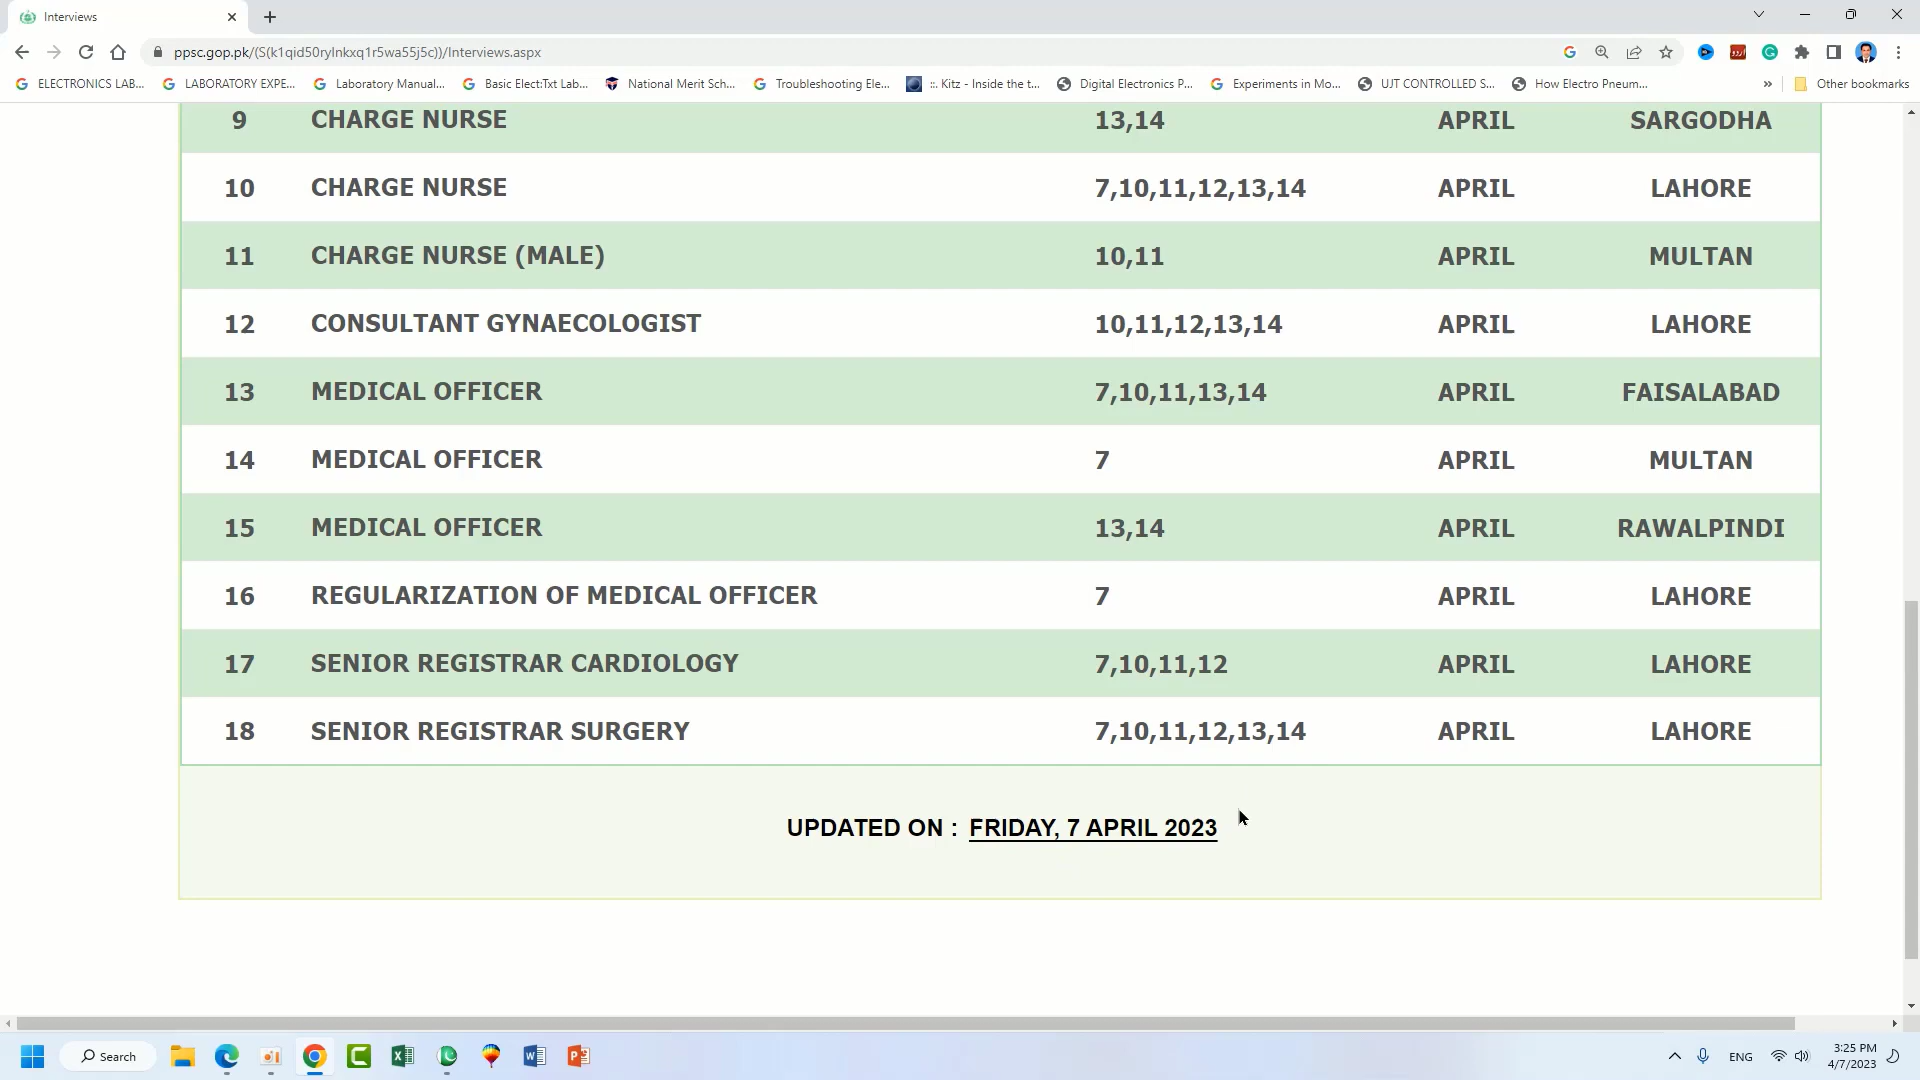 Interviews
ppsc.gop.pk/(S(k1qid50rylnkxq1r5wa55j5c))/Interviews.aspx
ELECTRONICS LAB... LABORATORY EXPE... Laboratory Manual... Basic Elect:Txt Lab... National Merit Sch... Troubleshooting Ele... ::. Kitz - Inside the t... Digital Electronics P... Experiments in Mo... UJT CONTROLLED S... How Electro Pneum... » Other bookmarks
9 CHARGE NURSE 13,14 APRIL SARGODHA
10 CHARGE NURSE 7,10,11,12,13,14 APRIL LAHORE
11 CHARGE NURSE (MALE) 10,11 APRIL MULTAN
12 CONSULTANT GYNAECOLOGIST 10,11,12,13,14 APRIL LAHORE
13 MEDICAL OFFICER 7,10,11,13,14 APRIL FAISALABAD
14 MEDICAL OFFICER 7 APRIL MULTAN
15 MEDICAL OFFICER 13,14 APRIL RAWALPINDI
16 REGULARIZATION OF MEDICAL OFFICER 7 APRIL LAHORE
17 SENIOR REGISTRAR CARDIOLOGY 7,10,11,12 APRIL LAHORE
18 SENIOR REGISTRAR SURGERY 7,10,11,12,13,14 APRIL LAHORE
UPDATED ON : FRIDAY, 7 APRIL 2023
Search ENG 3:25 PM
4/7/2023